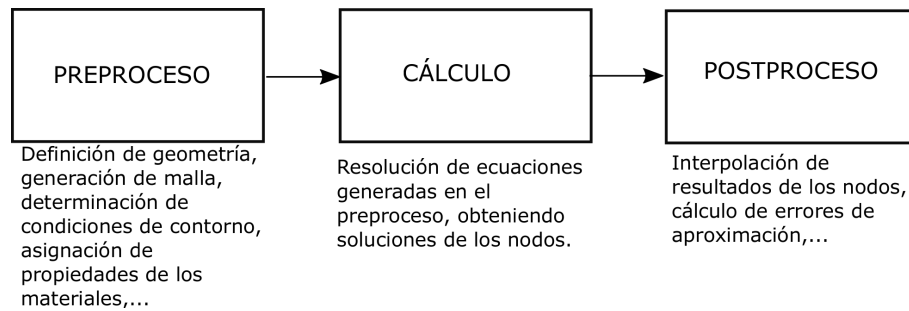 PREPROCESO
CÁLCULO
POSTPROCESO
Definición de geometría,
generación de malla,
determinación de
condiciones de contorno,
asignación de
propiedades de los
materiales,...
Resolución de ecuaciones
generadas en el
preproceso, obteniendo
soluciones de los nodos.
Interpolación de
resultados de los nodos,
cálculo de errores de
aproximación,...